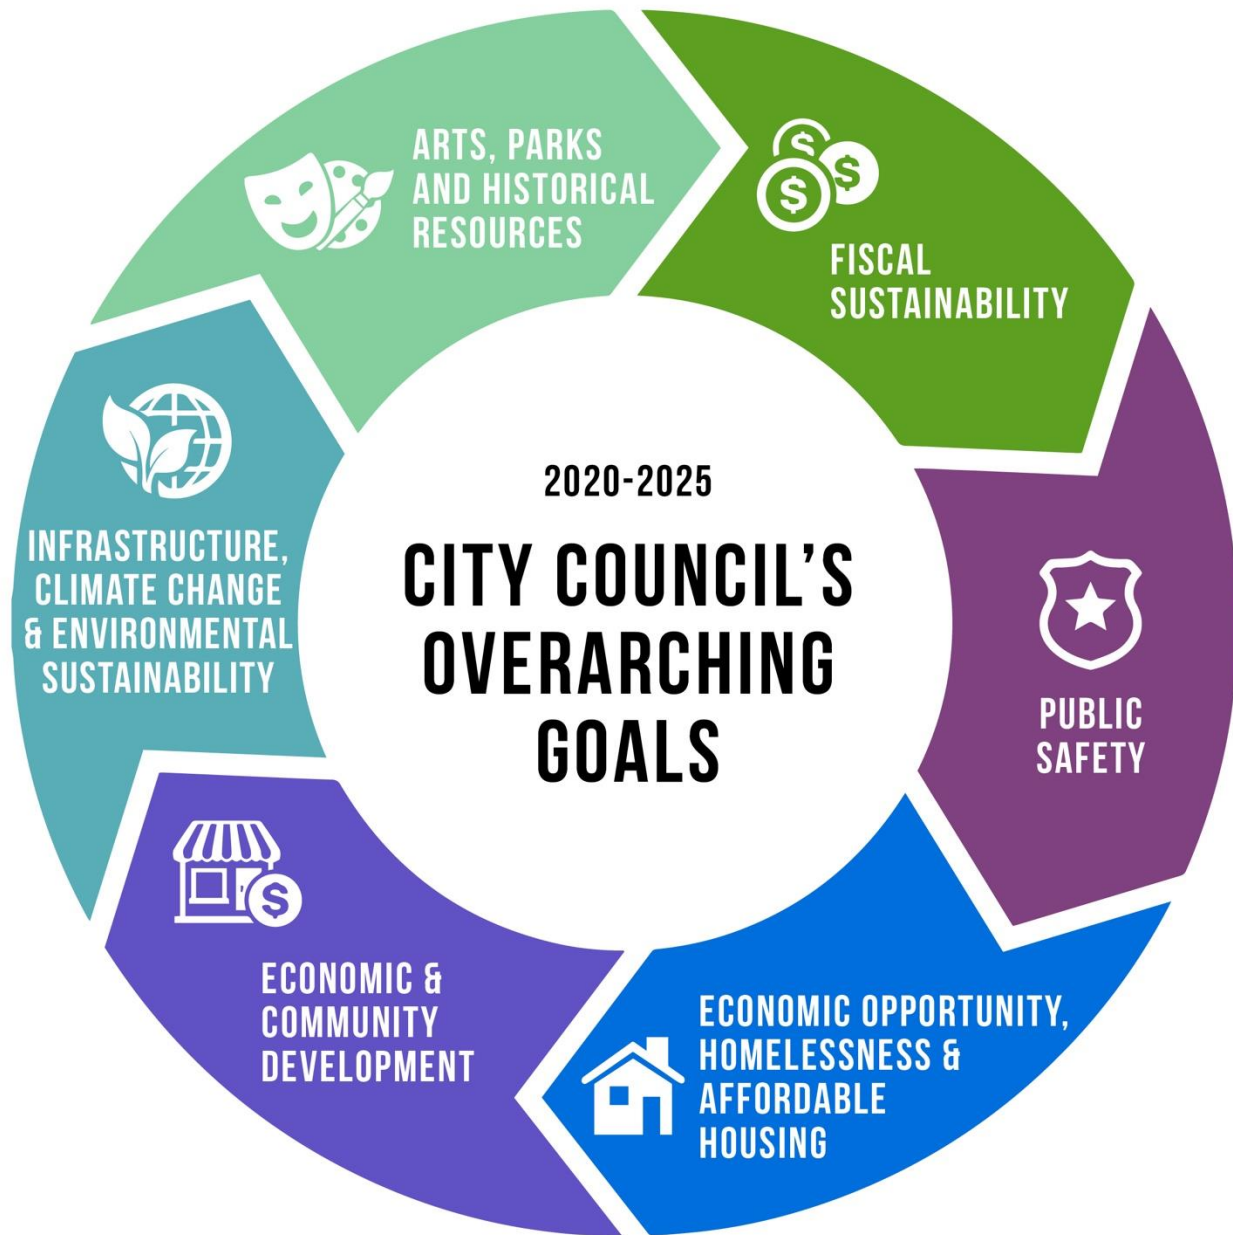 2020-2025
CITY COUNCIL'S
OVERARCHING
GOALS
FISCAL
SUSTAINABILITY
PUBLIC
SAFETY
ECONOMIC OPPORTUNITY,
HOMELESSNESS &
AFFORDABLE
HOUSING
ECONOMIC &
COMMUNITY
DEVELOPMENT
INFRASTRUCTURE,
CLIMATE CHANGE
& ENVIRONMENTAL
SUSTAINABILITY
ARTS, PARKS
AND HISTORICAL
RESOURCES